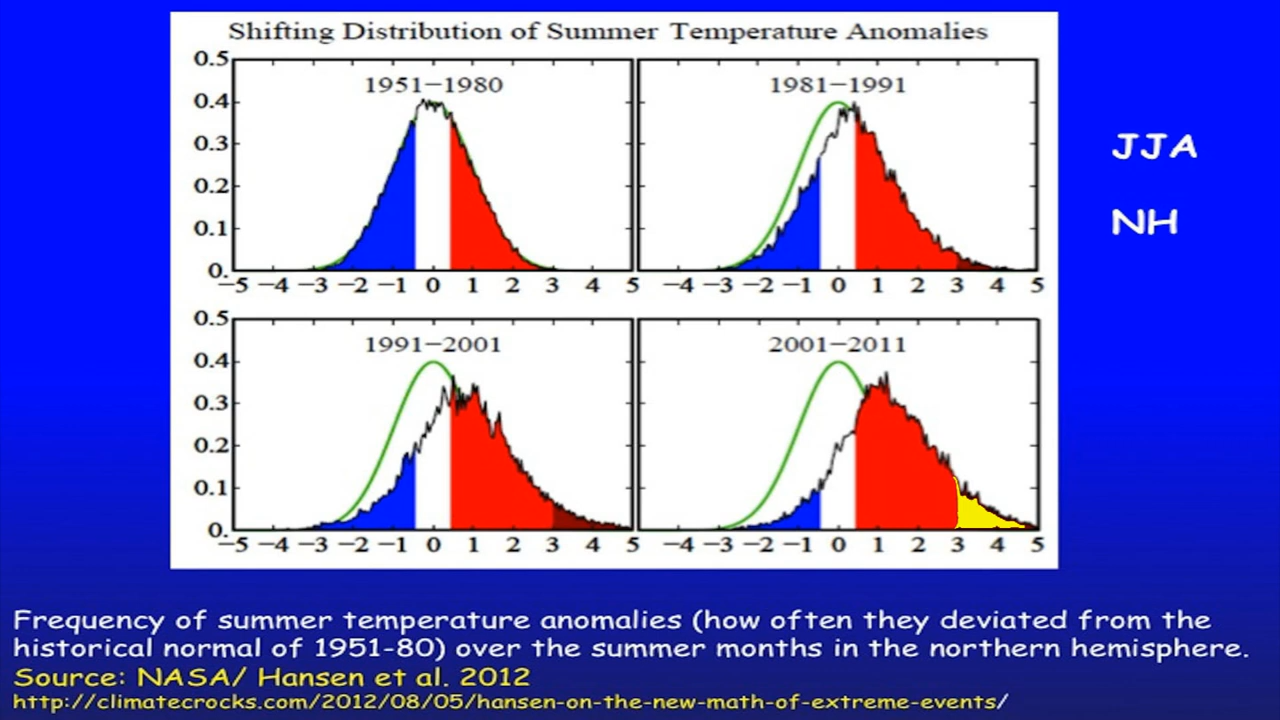 Shifting Distribution of Summer Temperature Anomalies
0.5
1951−1980
1981−1991
0.4
0.3
0.2
0.1
0.
−5 −4 −3 −2 −1 0 1 2 3 4 5
−4 −3 −2 −1 0 1 2 3 4 5
0.5
1991−2001
2001−2011
0.4
0.3
0.2
0.1
0.
−5 −4 −3 −2 −1 0 1 2 3 4 5
−4 −3 −2 −1 0 1 2 3 4 5
JJA
NH
Frequency of summer temperature anomalies (how often they deviated from the
historical normal of 1951-80) over the summer months in the northern hemisphere.
Source: NASA/ Hansen et al. 2012
http://climatecrocks.com/2012/08/05/hansen-on-the-new-math-of-extreme-events/